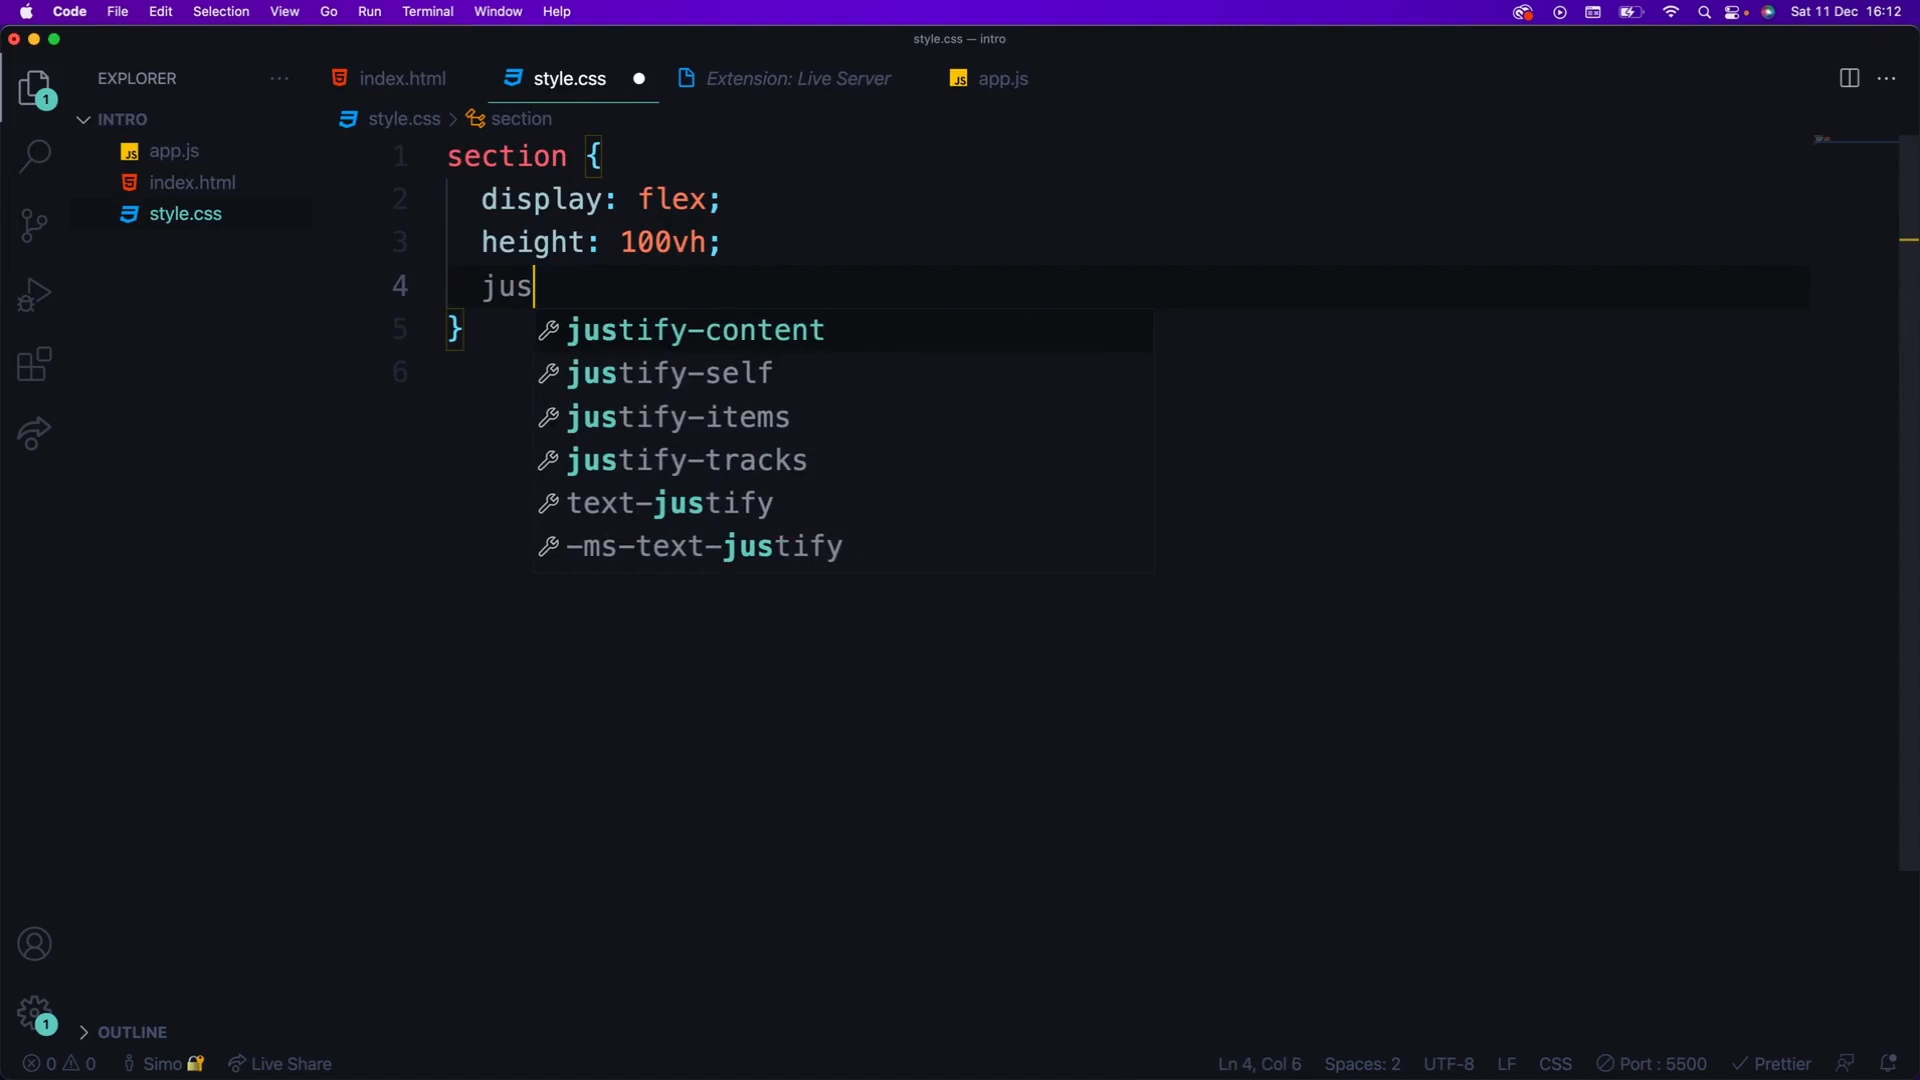 Code File Edit Selection View Go Run Terminal Window Help Sat 11 Dec 16:12
style.css — intro
EXPLORER ··· index.html style.css Extension: Live Server JS app.js ···
INTRO
style.css > section
JS app.js
index.html
style.css
1 section {
2 display: flex;
3 height: 100vh;
4 jus
5 }
6
justify-content
justify-self
justify-items
justify-tracks
text-justify
-ms-text-justify
1
1
OUTLINE
0 0 Simo Live Share Ln 4, Col 6 Spaces: 2 UTF-8 LF CSS Port : 5500 Prettier